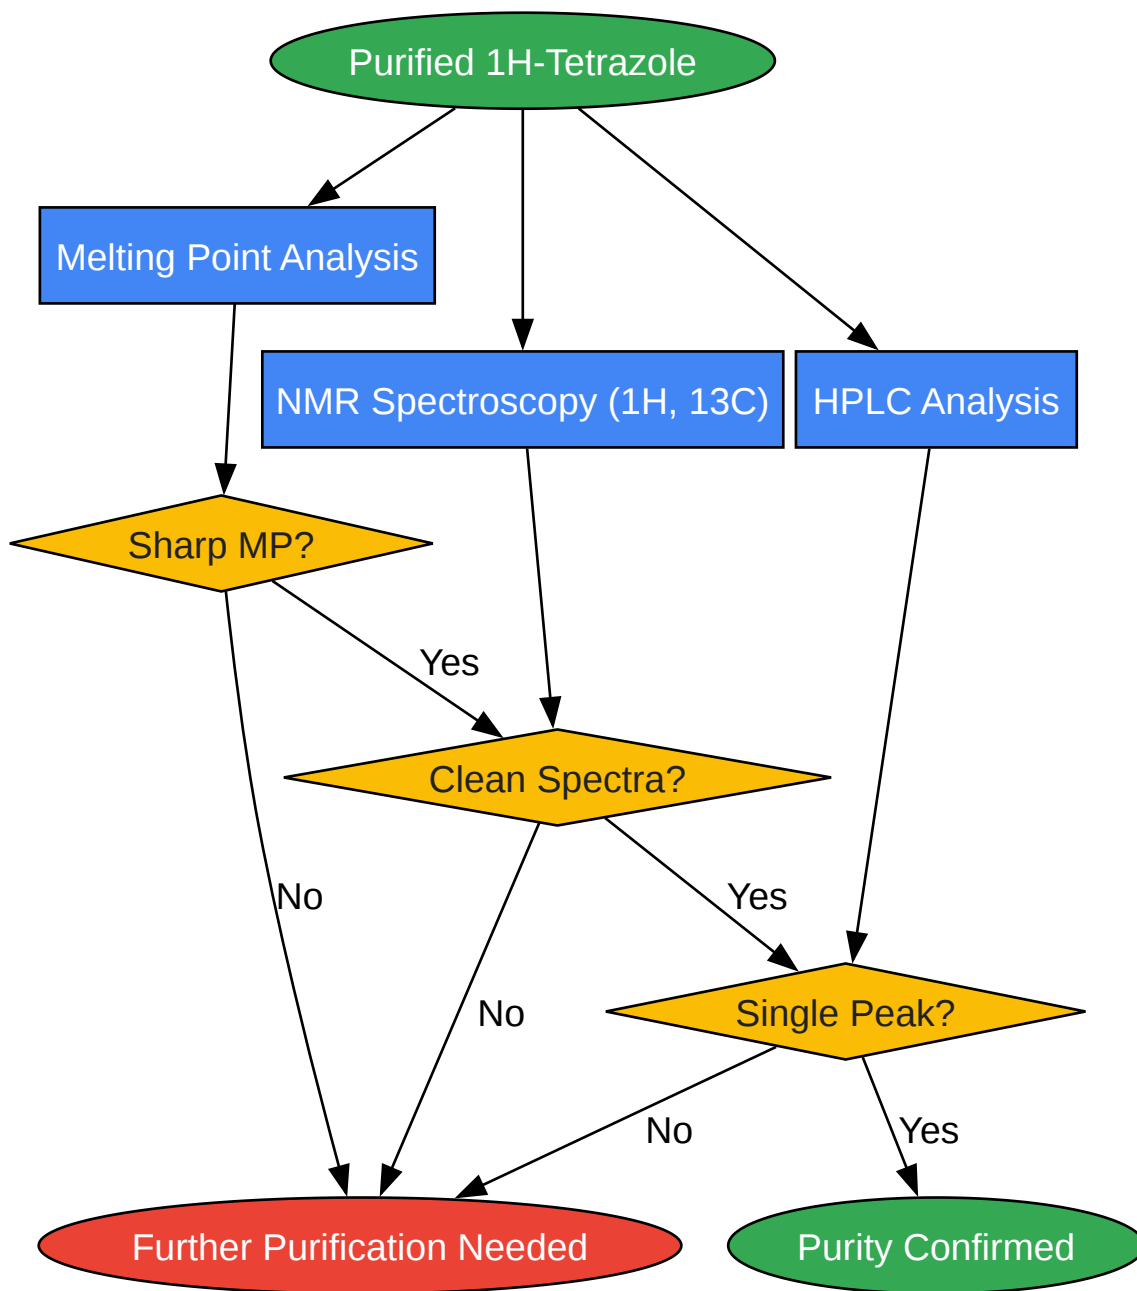 Purified 1H-Tetrazole
Melting Point Analysis
NMR Spectroscopy (1H, 13C)
HPLC Analysis
Sharp MP?
Yes
Clean Spectra?
No
Yes
No
Single Peak?
No
Yes
Further Purification Needed
Purity Confirmed